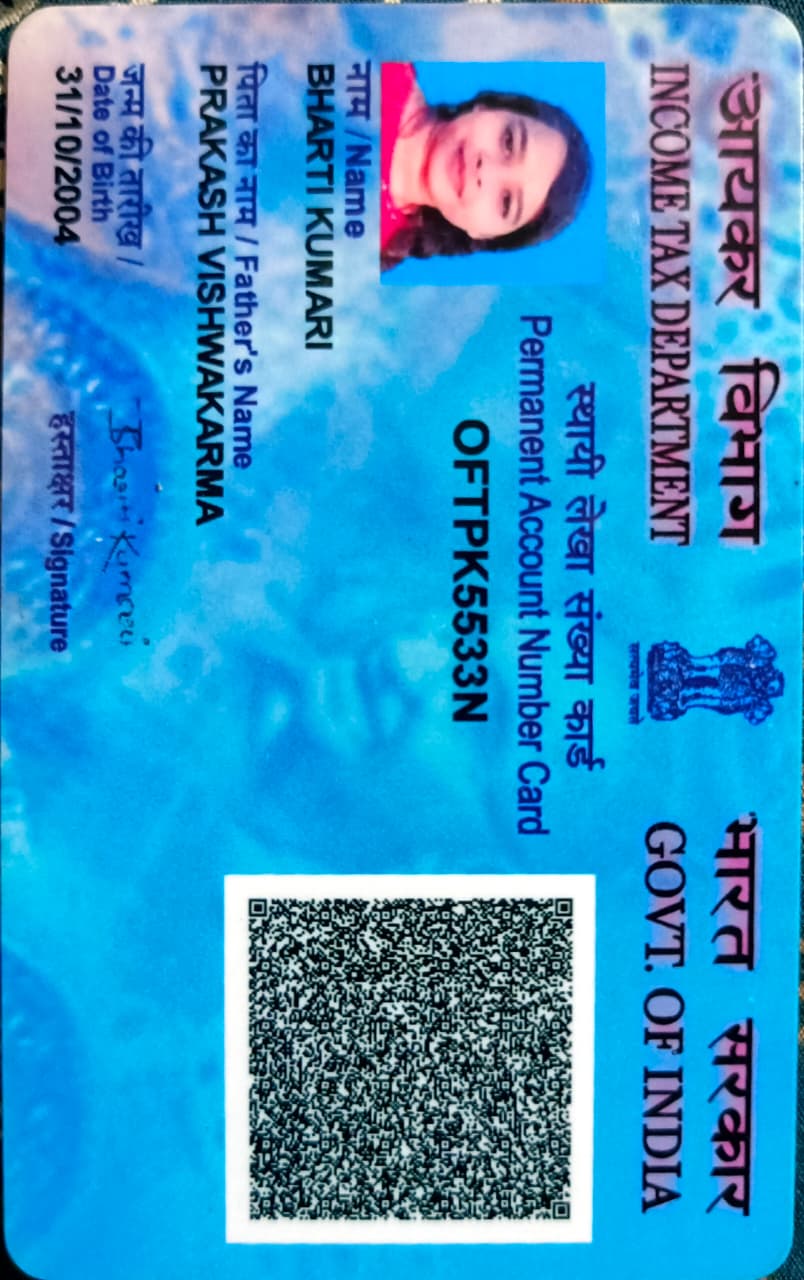 आयकर विभाग
INCOME TAX DEPARTMENT
सत्यमेव जयते
भारत सरकार
GOVT. OF INDIA
स्थायी लेखा संख्या कार्ड
Permanent Account Number Card
OFTPK5533N
नाम / Name
BHARTI KUMARI
पिता का नाम / Father's Name
PRAKASH VISHWAKARMA
जन्म की तारीख /
Date of Birth
31/10/2004
Bharti Kumari
हस्ताक्षर / Signature